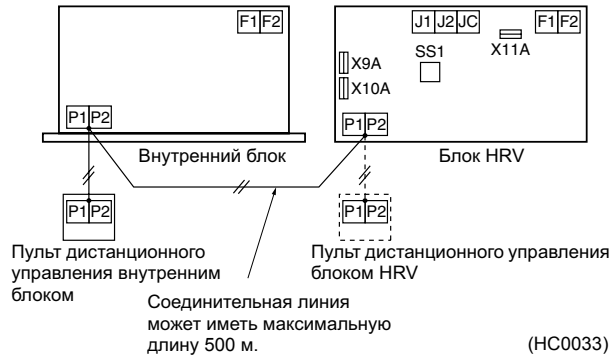 F1 F2
J1 J2 JC
F1 F2
SS1
X11A
X9A
X10A
P1 P2
P1 P2
Внутренний блок
Блок HRV
P1 P2
P1 P2
Пульт дистанционного
управления внутренним
блоком
Пульт дистанционного управления
блоком HRV
Соединительная линия
может иметь максимальную
длину 500 м.
(HC0033)